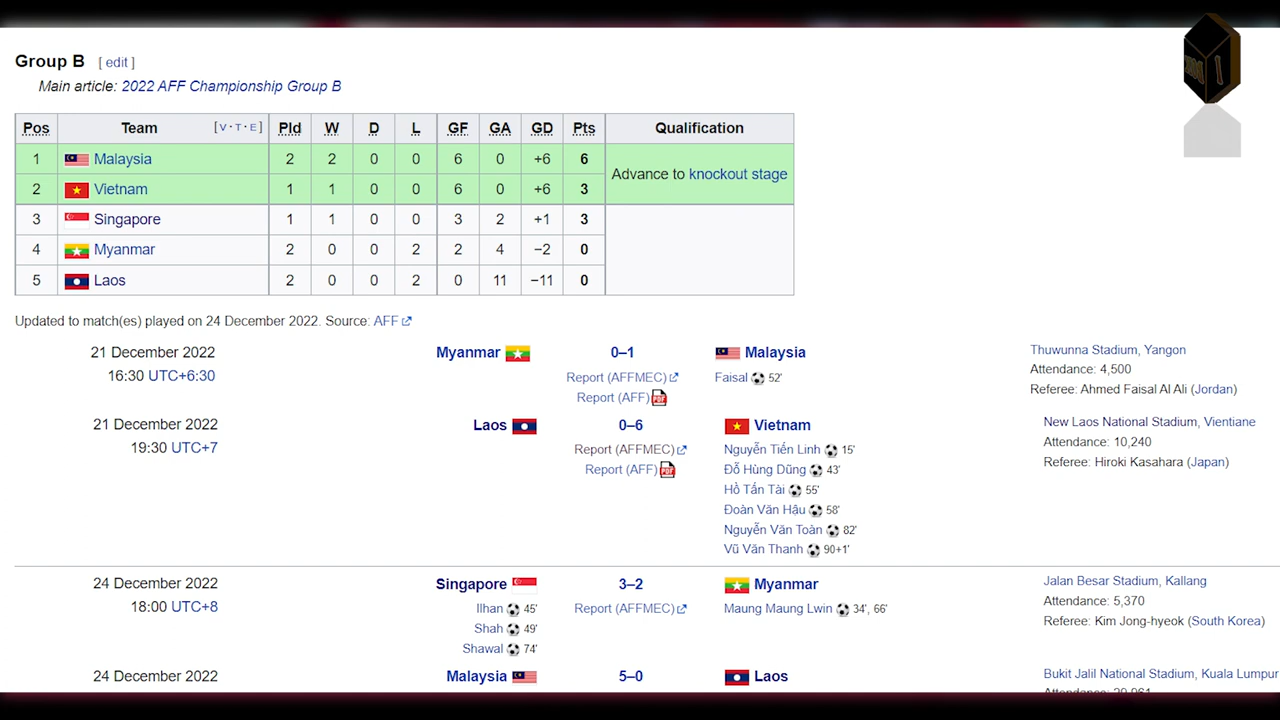 Group B [ edit ]
Main article: 2022 AFF Championship Group B
Pos Team [V·T·E] Pld W D L GF GA GD Pts Qualification
1 Malaysia 2 2 0 0 6 0 +6 6 Advance to knockout stage
2 Vietnam 1 1 0 0 6 0 +6 3
3 Singapore 1 1 0 0 3 2 +1 3
4 Myanmar 2 0 0 2 2 4 −2 0
5 Laos 2 0 0 2 0 11 −11 0
Updated to match(es) played on 24 December 2022. Source: AFF
21 December 2022 Myanmar 0–1 Malaysia Thuwunna Stadium, Yangon
16:30 UTC+6:30 Report (AFFMEC) Faisal 52' Attendance: 4,500
Report (AFF) PDF Referee: Ahmed Faisal Al Ali (Jordan)
21 December 2022 Laos 0–6 Vietnam New Laos National Stadium, Vientiane
19:30 UTC+7 Report (AFFMEC) Nguyễn Tiến Linh 15' Attendance: 10,240
Report (AFF) PDF Đỗ Hùng Dũng 43' Referee: Hiroki Kasahara (Japan)
Hồ Tấn Tài 55'
Đoàn Văn Hậu 58'
Nguyễn Văn Toàn 82'
Vũ Văn Thanh 90+1'
24 December 2022 Singapore 3–2 Myanmar Jalan Besar Stadium, Kallang
18:00 UTC+8 Ilhan 45' Report (AFFMEC) Maung Maung Lwin 34', 66' Attendance: 5,370
Shah 49' Referee: Kim Jong-hyeok (South Korea)
Shawal 74'
24 December 2022 Malaysia 5–0 Laos Bukit Jalil National Stadium, Kuala Lumpur